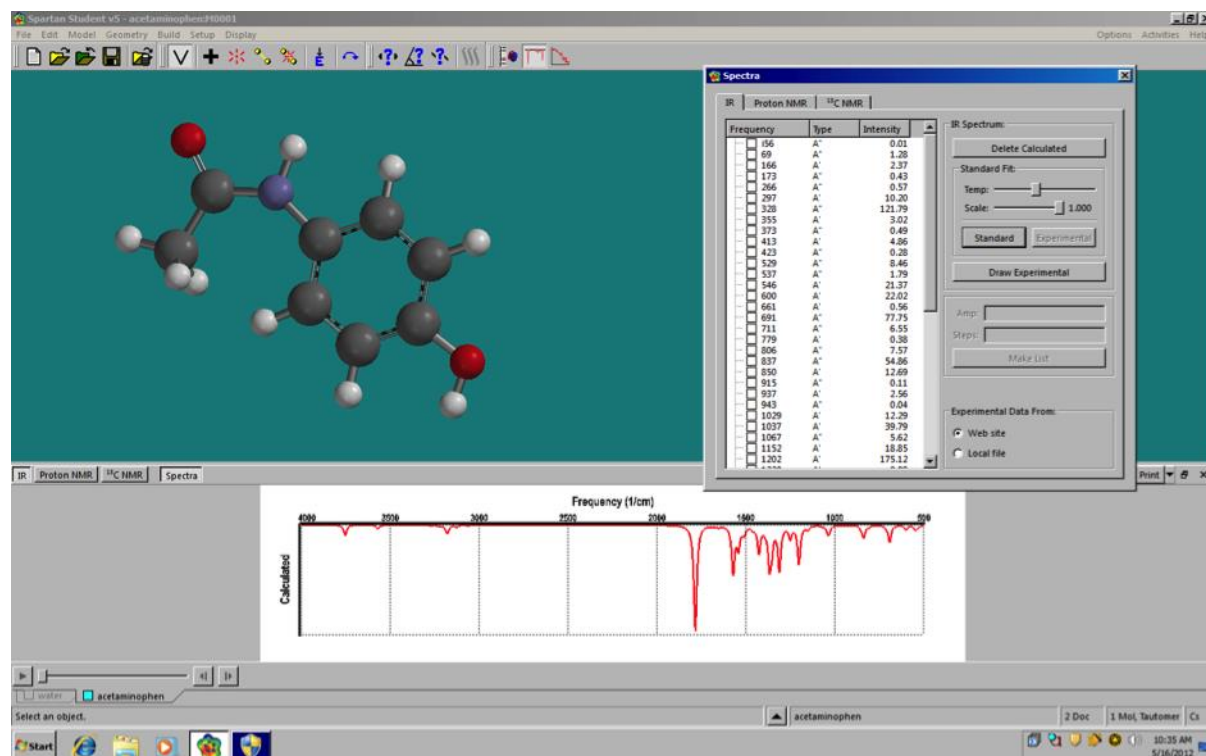 Spartan Student v5 - acetaminophen:M0001
File Edit Model Geometry Build Setup Display Options Activities Help
Spectra
IR Proton NMR ¹³C NMR
Frequency Type Intensity
i56 A" 0.01
69 A" 1.28
166 A" 2.37
173 A" 0.43
266 A" 0.57
297 A" 10.20
328 A" 121.79
355 A" 3.02
373 A" 0.49
413 A" 4.86
423 A" 0.28
529 A" 8.46
537 A" 1.79
546 A' 21.37
600 A' 22.02
661 A' 0.56
691 A" 77.75
711 A" 6.55
779 A" 0.38
806 A" 7.57
837 A" 54.86
850 A' 12.69
915 A" 0.11
937 A" 2.56
943 A" 0.04
1029 A' 12.29
1037 A' 39.79
1067 A" 5.62
1152 A' 18.85
1202 A' 175.12
IR Spectrum:
Delete Calculated
Standard Fit:
Temp:
Scale: 1.000
Standard Experimental
Draw Experimental
Amp:
Steps:
Make List
Experimental Data From:
Web site
Local file
IR Proton NMR ¹³C NMR Spectra Print
Frequency (1/cm)
4000 3500 3000 2500 2000 1500 1000 500
Calculated
water acetaminophen
Select an object. acetaminophen 2 Doc 1 Mol, Tautomer Cs
Start 10:35 AM
5/16/2012